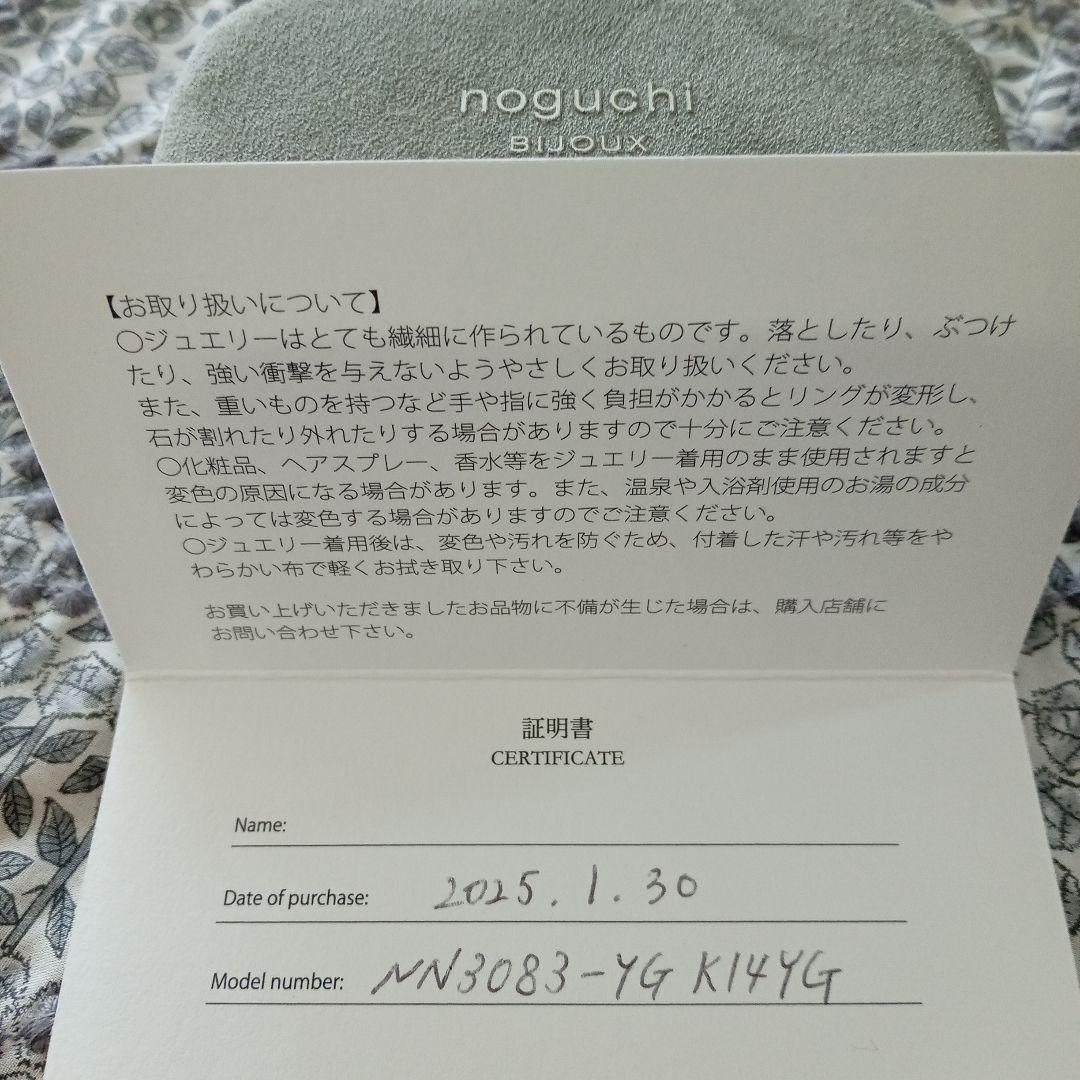 noguchi
BIJOUX
【お取り扱いについて】
○ジュエリーはとても繊細に作られているものです。落としたり、ぶつけ
たり、強い衝撃を与えないようやさしくお取り扱いください。
また、重いものを持つなど手や指に強く負担がかかるとリングが変形し、
石が割れたり外れたりする場合がありますので十分にご注意ください。
○化粧品、ヘアスプレー、香水等をジュエリー着用のまま使用されますと
変色の原因になる場合があります。また、温泉や入浴剤使用のお湯の成分
によっては変色する場合がありますのでご注意ください。
○ジュエリー着用後は、変色や汚れを防ぐため、付着した汗や汚れ等をや
わらかい布で軽くお拭き取り下さい。
お買い上げいただきましたお品物に不備が生じた場合は、購入店舗に
お問い合わせ下さい。
証明書
CERTIFICATE
Name:
Date of purchase: 2025.1.30
Model number: NN3083-YG K14YG